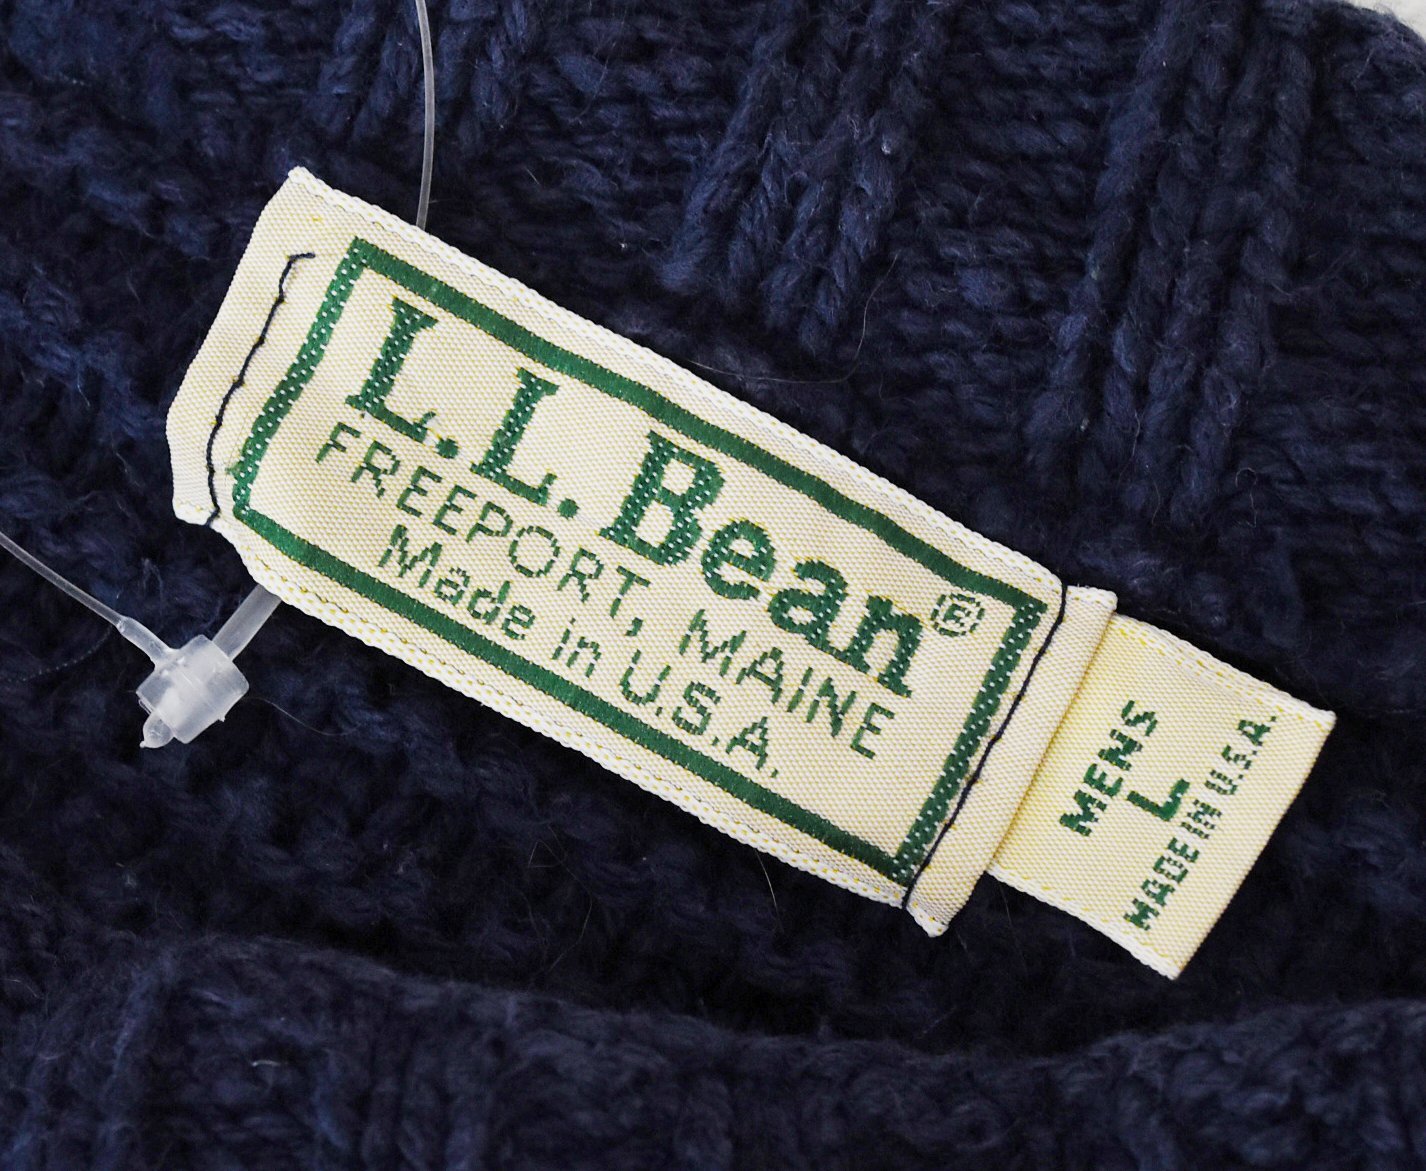 L.L.Bean®
FREEPORT, MAINE
Made in U.S.A.
MENS
L
MADE IN U.S.A.